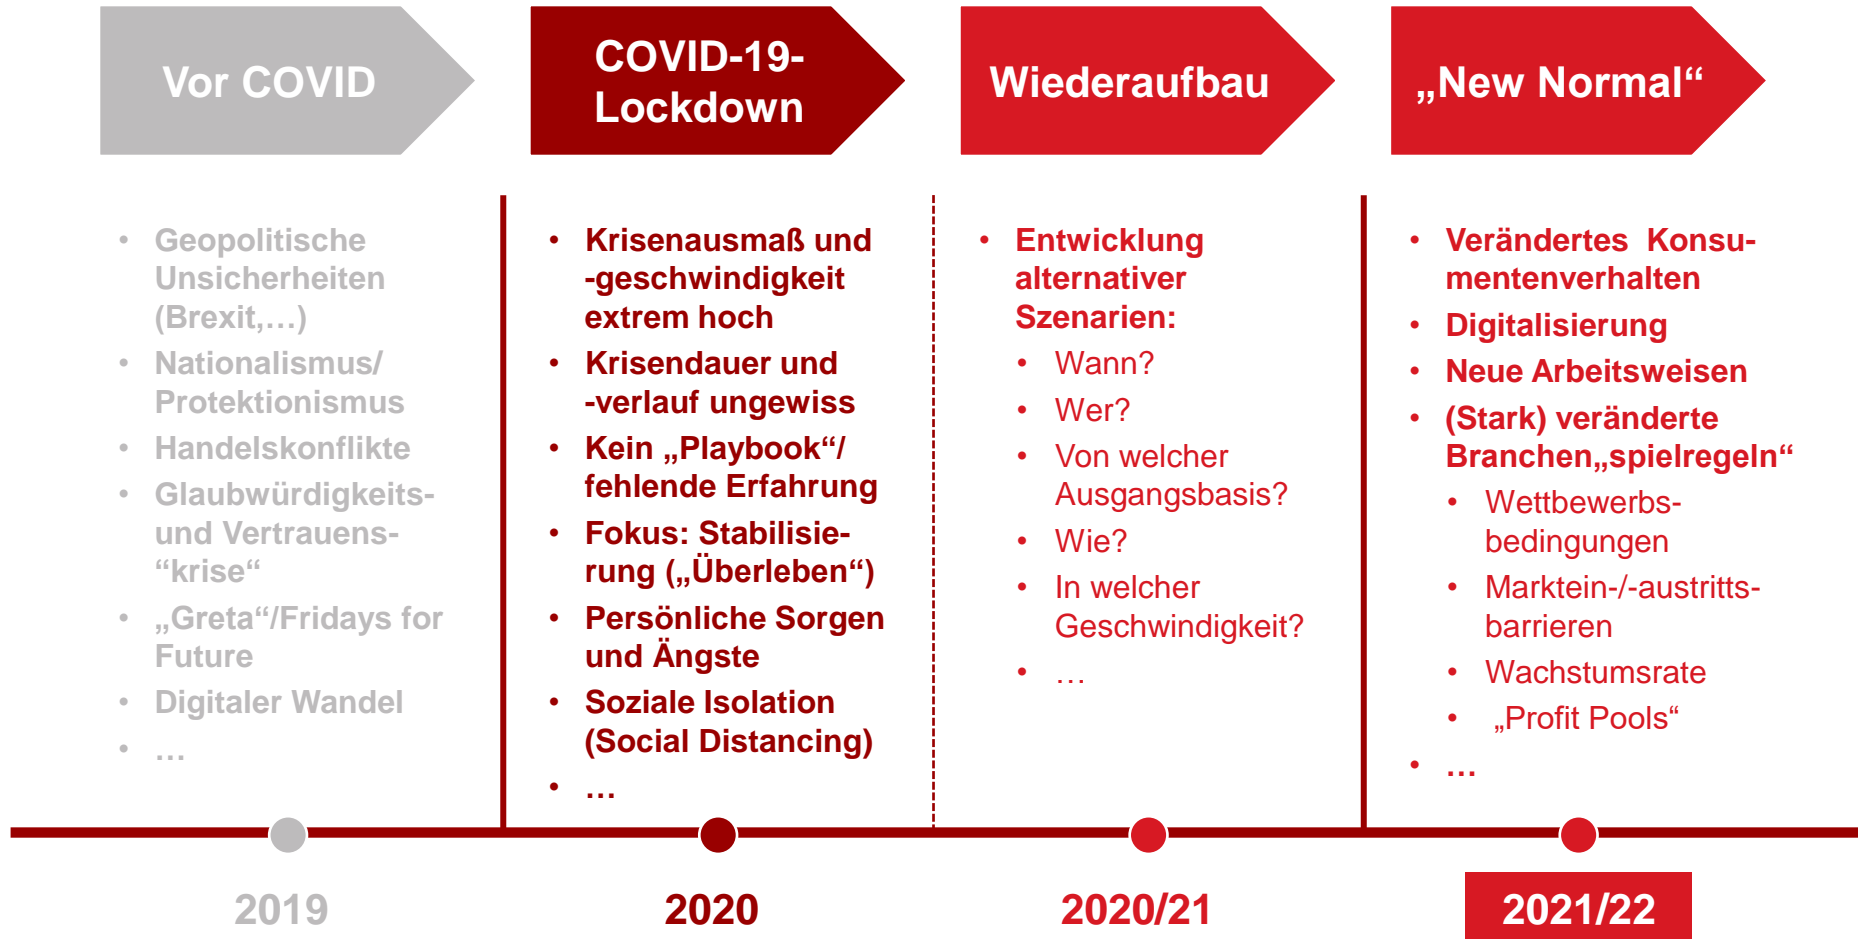 Vor COVID
• Geopolitische
Unsicherheiten
(Brexit,…)
• Nationalismus/
Protektionismus
• Handelskonflikte
• Glaubwürdigkeits-
und Vertrauens-
“krise“
• „Greta“/Fridays for
Future
• Digitaler Wandel
• …
2019
COVID-19-
Lockdown
• Krisenausmaß und
-geschwindigkeit
extrem hoch
• Krisendauer und
-verlauf ungewiss
• Kein „Playbook“/
fehlende Erfahrung
• Fokus: Stabilisie-
rung („Überleben“)
• Persönliche Sorgen
und Ängste
• Soziale Isolation
(Social Distancing)
• …
2020
Wiederaufbau
• Entwicklung
alternativer
Szenarien:
• Wann?
• Wer?
• Von welcher
Ausgangsbasis?
• Wie?
• In welcher
Geschwindigkeit?
• …
2020/21
„New Normal“
• Verändertes Konsu-
mentenverhalten
• Digitalisierung
• Neue Arbeitsweisen
• (Stark) veränderte
Branchen„spielregeln“
• Wettbewerbs-
bedingungen
• Marktein-/-austritts-
barrieren
• Wachstumsrate
• „Profit Pools“
• …
2021/22